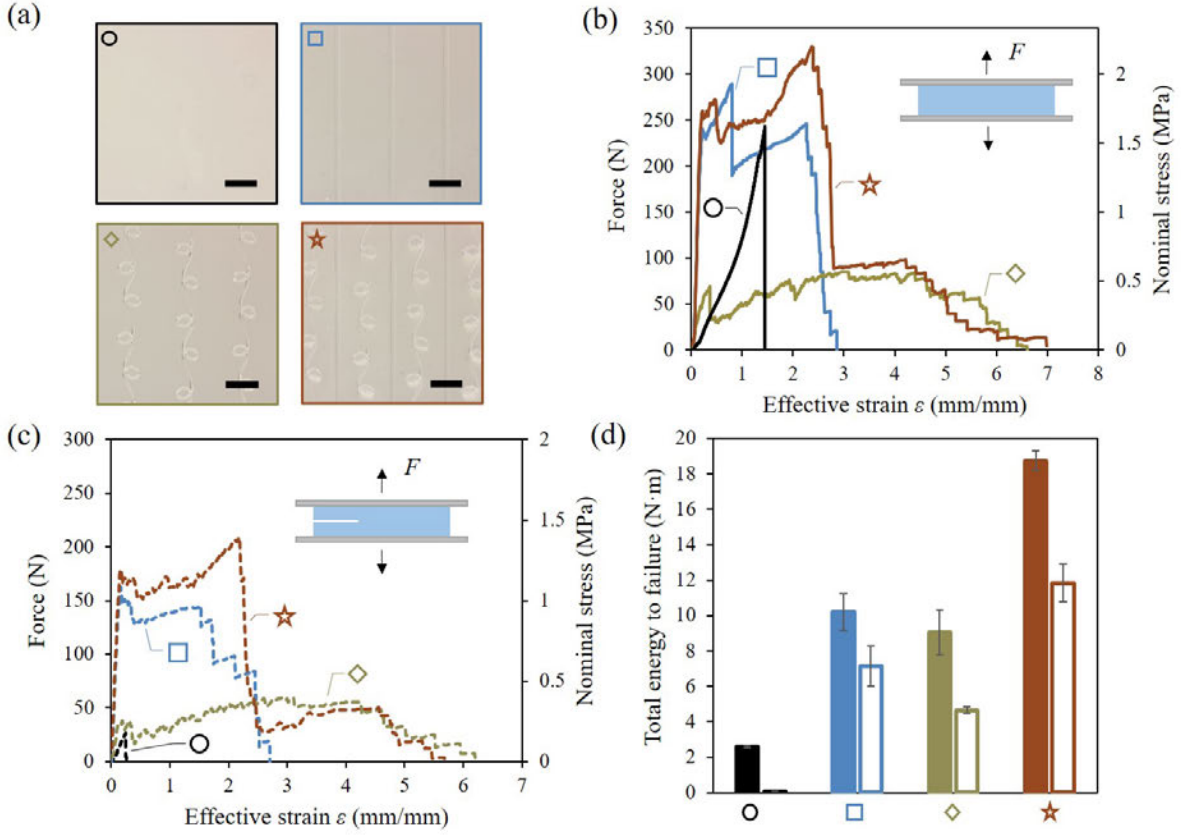 (a)
(b)
350
300
250
200
150
100
50
0
Force (N)
F
2
1.5
1
0.5
0
Nominal stress (MPa)
0 1 2 3 4 5 6 7 8
Effective strain ε (mm/mm)
(c)
300
250
200
150
100
50
0
Force (N)
F
2
1.5
1
0.5
0
Nominal stress (MPa)
0 1 2 3 4 5 6 7
Effective strain ε (mm/mm)
(d)
20
18
16
14
12
10
8
6
4
2
0
Total energy to failure (N·m)